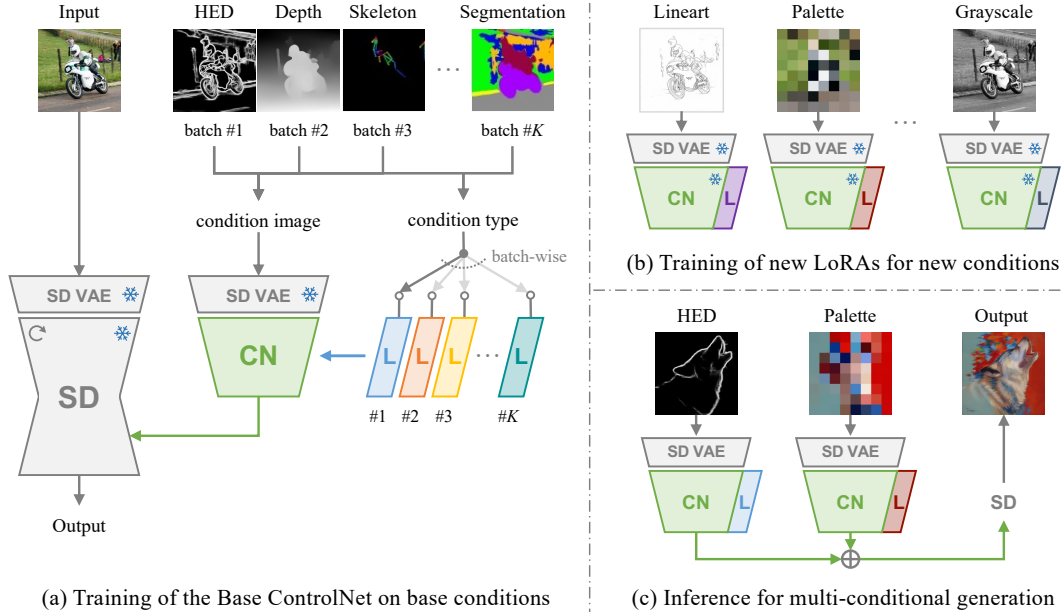 Input
HED
Depth
Skeleton
Segmentation
...
batch #1
batch #2
batch #3
batch #K
condition image
condition type
batch-wise
SD VAE
SD VAE
SD
CN
L
L
L
...
L
#1
#2
#3
#K
Output
(a) Training of the Base ControlNet on base conditions
Lineart
Palette
Grayscale
...
SD VAE
SD VAE
SD VAE
CN
L
CN
L
CN
L
(b) Training of new LoRAs for new conditions
HED
Palette
Output
SD VAE
SD VAE
CN
L
CN
L
SD
(c) Inference for multi-conditional generation